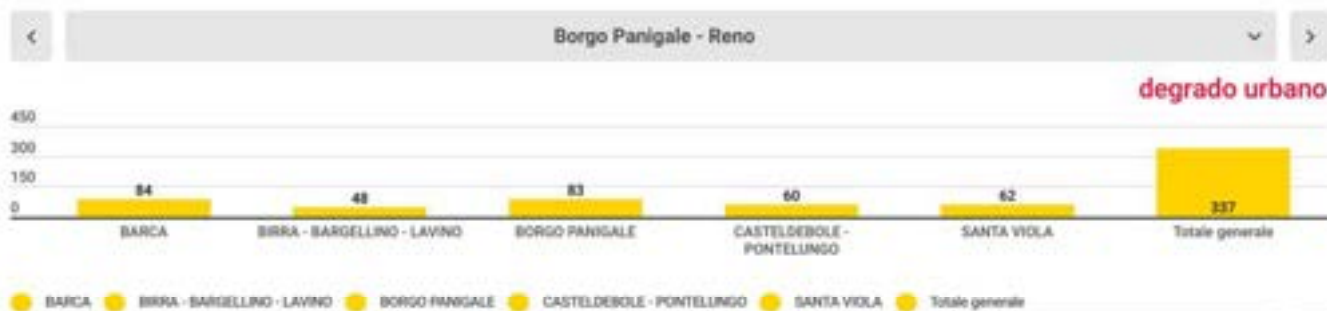 Borgo Panigale - Reno
degrado urbano
450
300
150
0
84
48
83
60
62
337
BARCA
BIRRA - BARGELLINO - LAVINO
BORGO PANIGALE
CASTELDEBOLE -
PONTELUNGO
SANTA VIOLA
Totale generale
BARCA BIRRA - BARGELLINO - LAVINO BORGO PANIGALE CASTELDEBOLE - PONTELUNGO SANTA VIOLA Totale generale